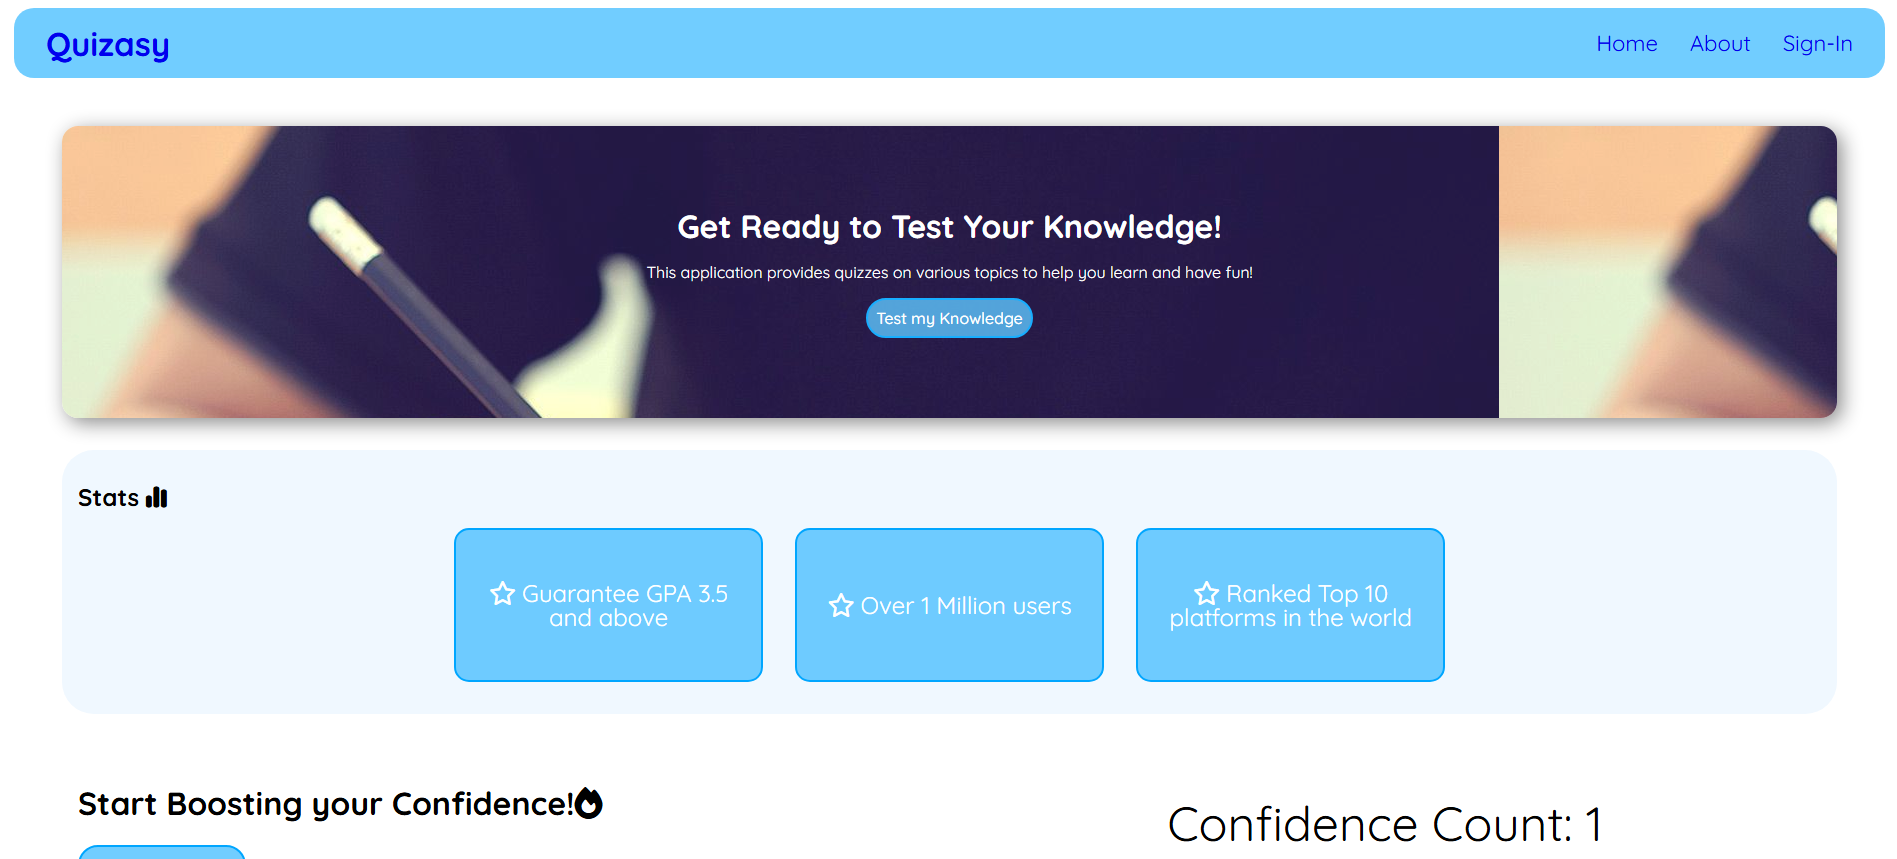 Quizasy
Home About Sign-In
Get Ready to Test Your Knowledge!
This application provides quizzes on various topics to help you learn and have fun!
Test my Knowledge
Stats
Guarantee GPA 3.5
and above
Over 1 Million users
Ranked Top 10
platforms in the world
Start Boosting your Confidence!
Confidence Count: 1